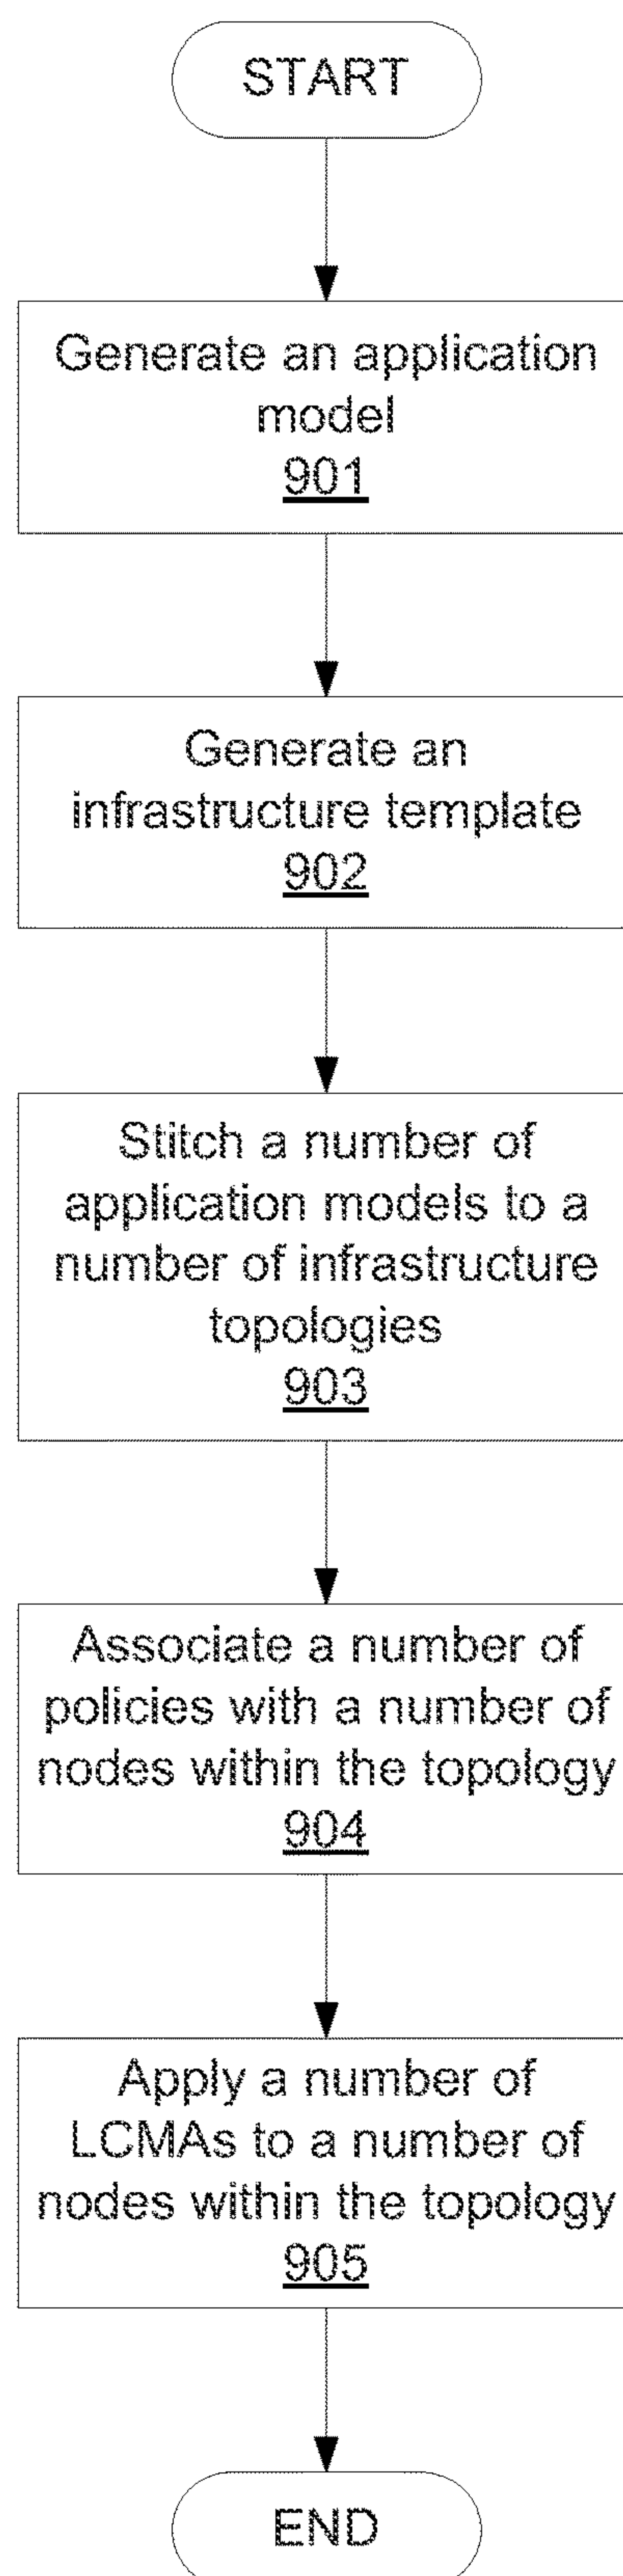 START
Generate an application
model
901
Generate an
infrastructure template
902
Stitch a number of
application models to a
number of infrastructure
topologies
903
Associate a number of
policies with a number of
nodes within the topology
904
Apply a number of
LCMAs to a number of
nodes within the topology
905
END